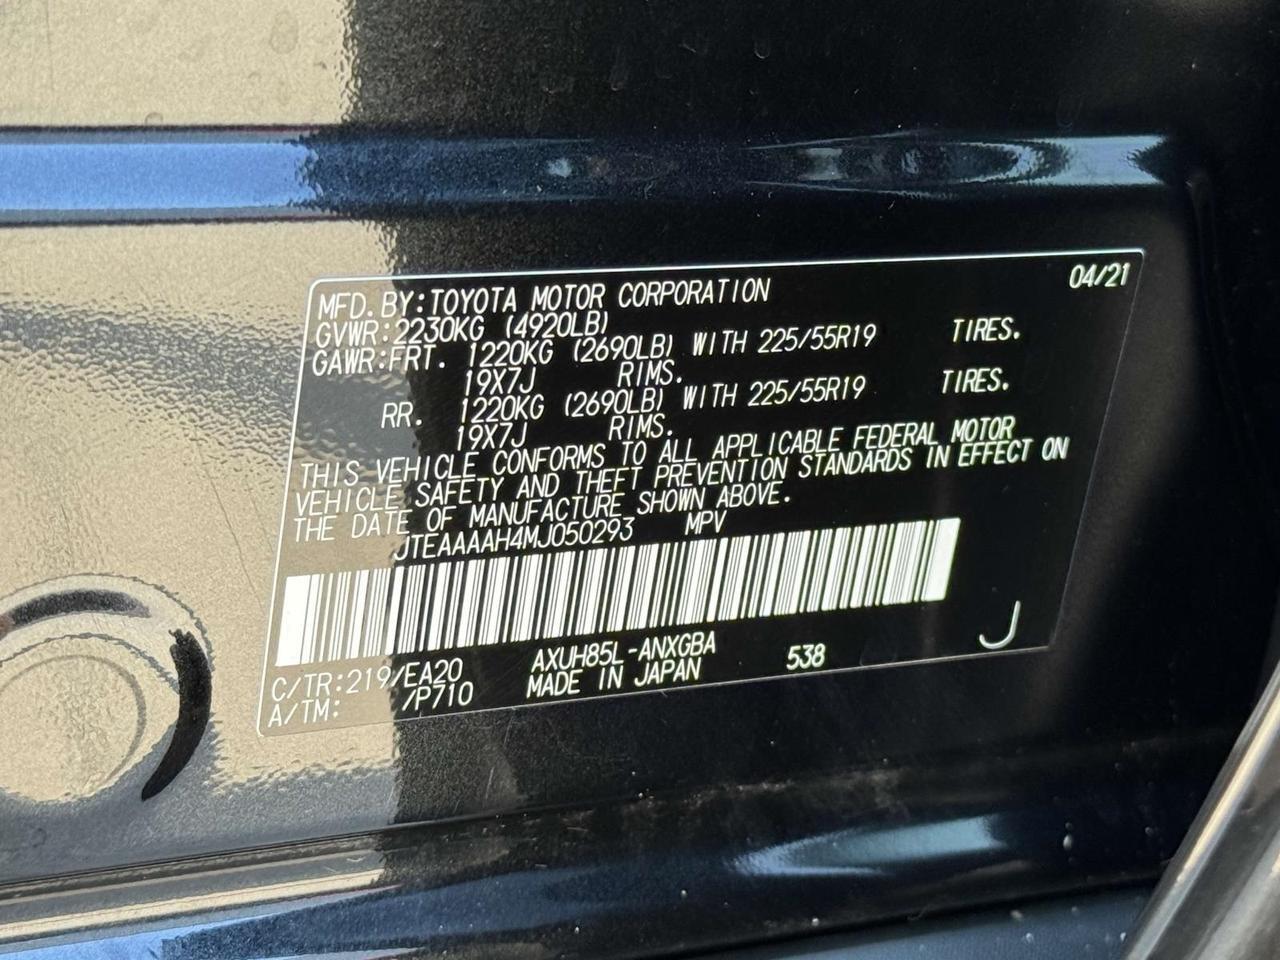 04/21
MFD.BY:TOYOTA MOTOR CORPORATION
GVWR:2230KG (4920LB)
GAWR:FRT. 1220KG (2690LB) WITH 225/55R19 TIRES.
19X7J RIMS.
RR. 1220KG (2690LB) WITH 225/55R19 TIRES.
19X7J RIMS.
THIS VEHICLE CONFORMS TO ALL APPLICABLE FEDERAL MOTOR
VEHICLE SAFETY AND THEFT PREVENTION STANDARDS IN EFFECT ON
THE DATE OF MANUFACTURE SHOWN ABOVE.
JTEAAAAH4MJ050293 MPV
C/TR:219/EA20 AXUH85L-ANXGBA 538 J
A/TM: /P710 MADE IN JAPAN